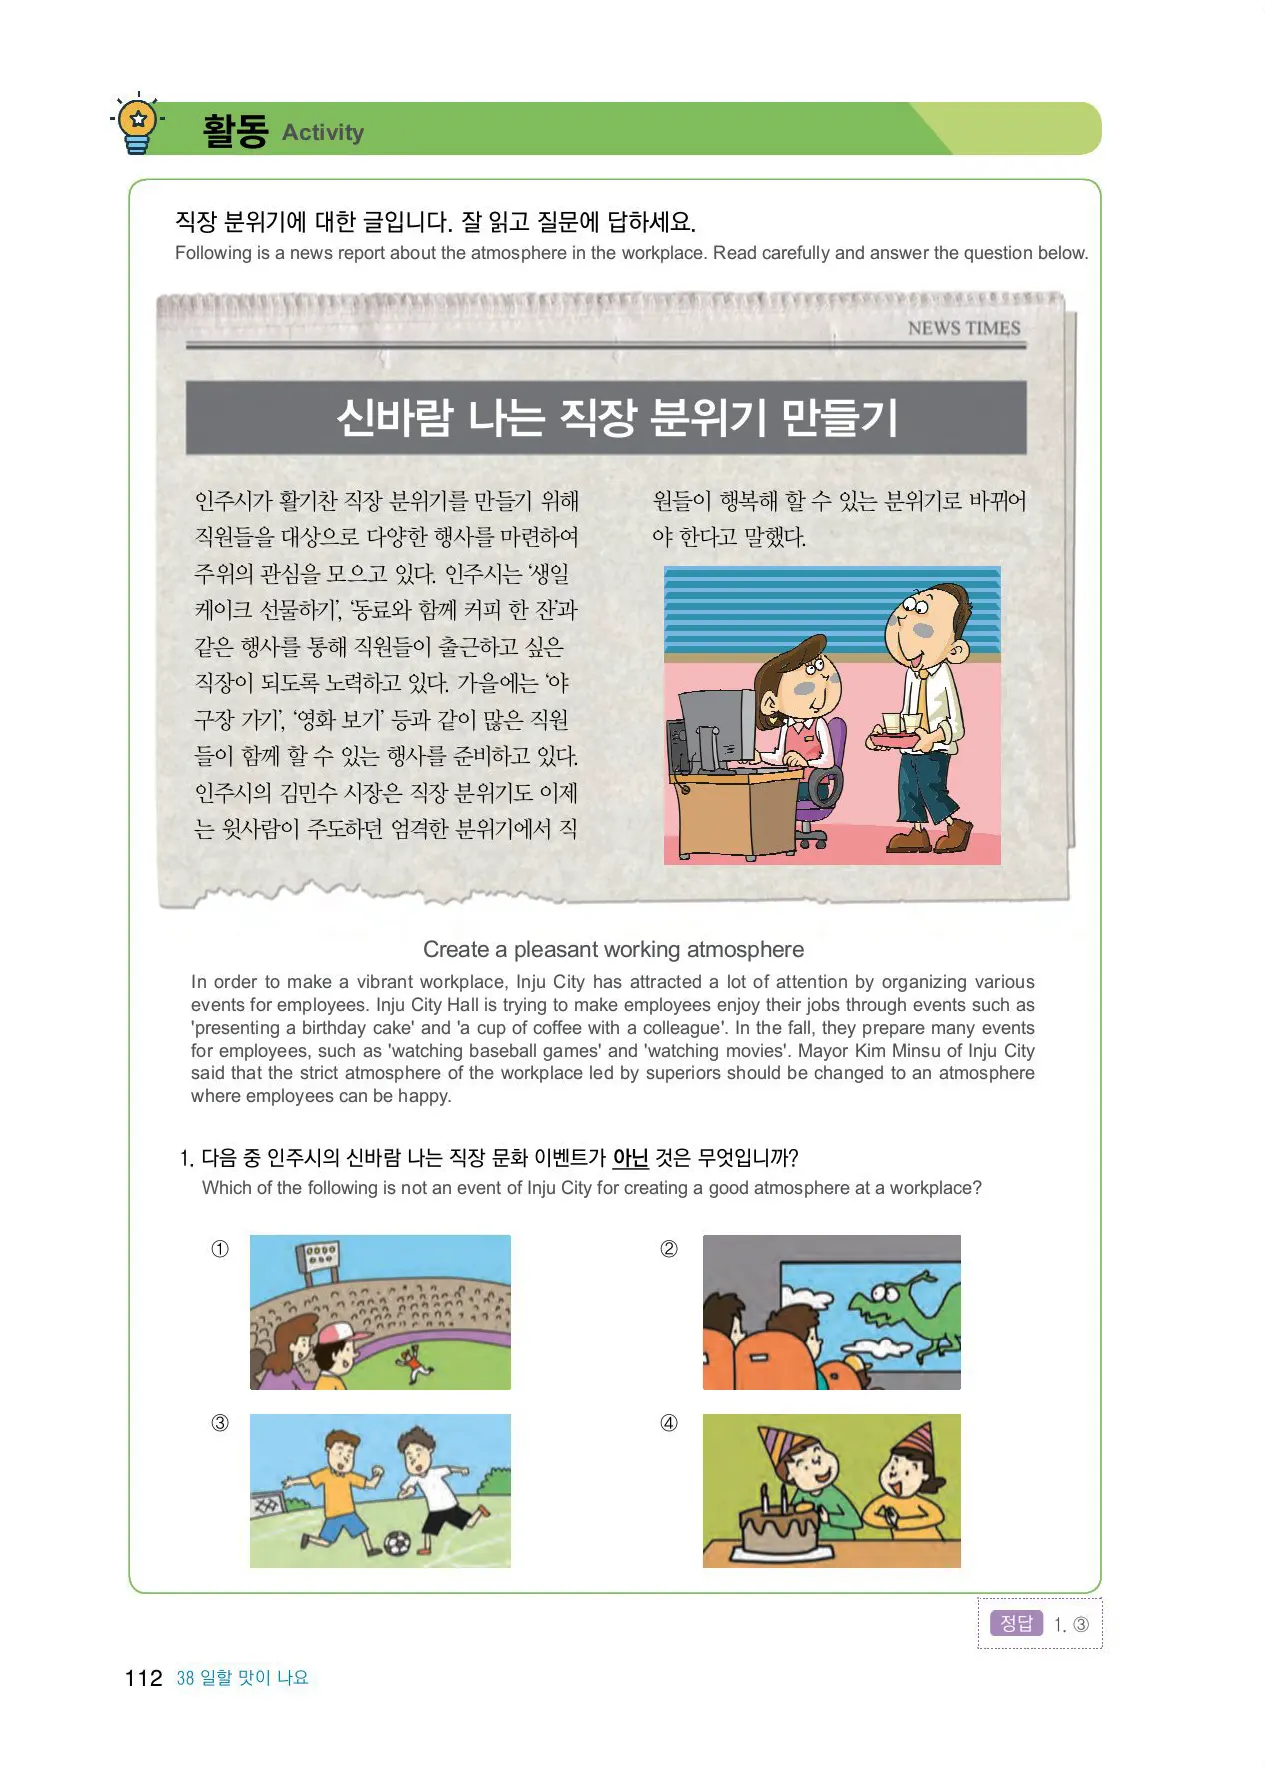 활동 Activity
직장 분위기에 대한 글입니다. 잘 읽고 질문에 답하세요.
Following is a news report about the atmosphere in the workplace. Read carefully and answer the question below.
NEWS TIMES
신바람 나는 직장 분위기 만들기
인주시가 활기찬 직장 분위기를 만들기 위해
직원들을 대상으로 다양한 행사를 마련하여
주위의 관심을 모으고 있다. 인주시는 ‘생일
케이크 선물하기’, ‘동료와 함께 커피 한 잔’과
같은 행사를 통해 직원들이 출근하고 싶은
직장이 되도록 노력하고 있다. 가을에는 ‘야
구장 가기’, ‘영화 보기’ 등과 같이 많은 직원
들이 함께 할 수 있는 행사를 준비하고 있다.
인주시의 김민수 시장은 직장 분위기도 이제
는 윗사람이 주도하던 엄격한 분위기에서 직
원들이 행복해 할 수 있는 분위기로 바뀌어
야 한다고 말했다.
Create a pleasant working atmosphere
In order to make a vibrant workplace, Inju City has attracted a lot of attention by organizing various
events for employees. Inju City Hall is trying to make employees enjoy their jobs through events such as
'presenting a birthday cake' and 'a cup of coffee with a colleague'. In the fall, they prepare many events
for employees, such as 'watching baseball games' and 'watching movies'. Mayor Kim Minsu of Inju City
said that the strict atmosphere of the workplace led by superiors should be changed to an atmosphere
where employees can be happy.
1. 다음 중 인주시의 신바람 나는 직장 문화 이벤트가 아닌 것은 무엇입니까?
Which of the following is not an event of Inju City for creating a good atmosphere at a workplace?
①
②
③
④
정답 1. ③
112 38 일할 맛이 나요